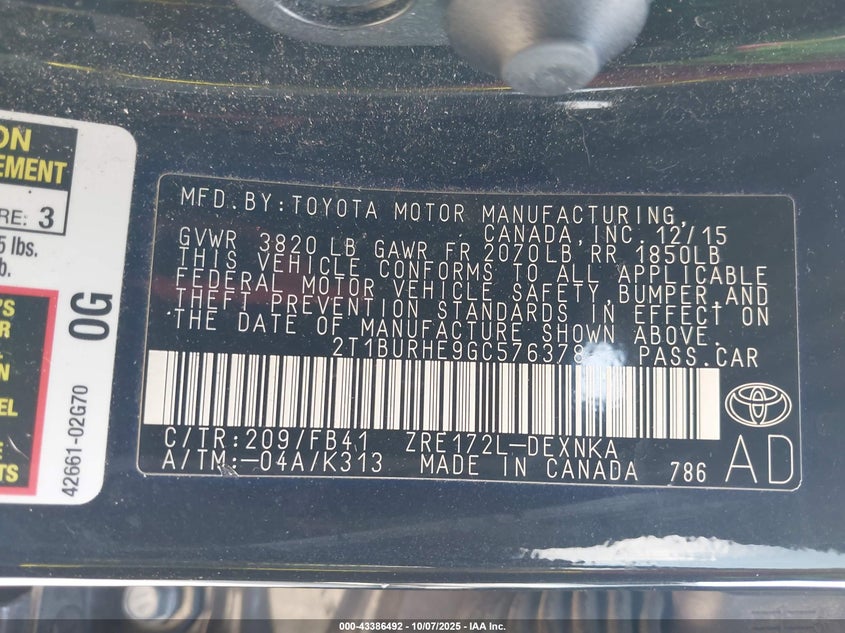 ON
EMENT
RE: 3
5 lbs.
b.
'S
R
N
EL
S
TS
0G
42661-02G70
MFD.BY:TOYOTA MOTOR MANUFACTURING,
CANADA,INC. 12/15
GVWR 3820 LB GAWR FR 2070LB RR 1850LB
THIS VEHICLE CONFORMS TO ALL APPLICABLE
FEDERAL MOTOR VEHICLE SAFETY,BUMPER,AND
THEFT PREVENTION STANDARDS IN EFFECT ON
THE DATE OF MANUFACTURE SHOWN ABOVE.
PASS.CAR
C/TR:209/FB41 ZRE172L-DEXNKA
A/TM:-04A/K313 MADE IN CANADA 786
AD
000-43386492 - 10/07/2025 - IAA Inc.